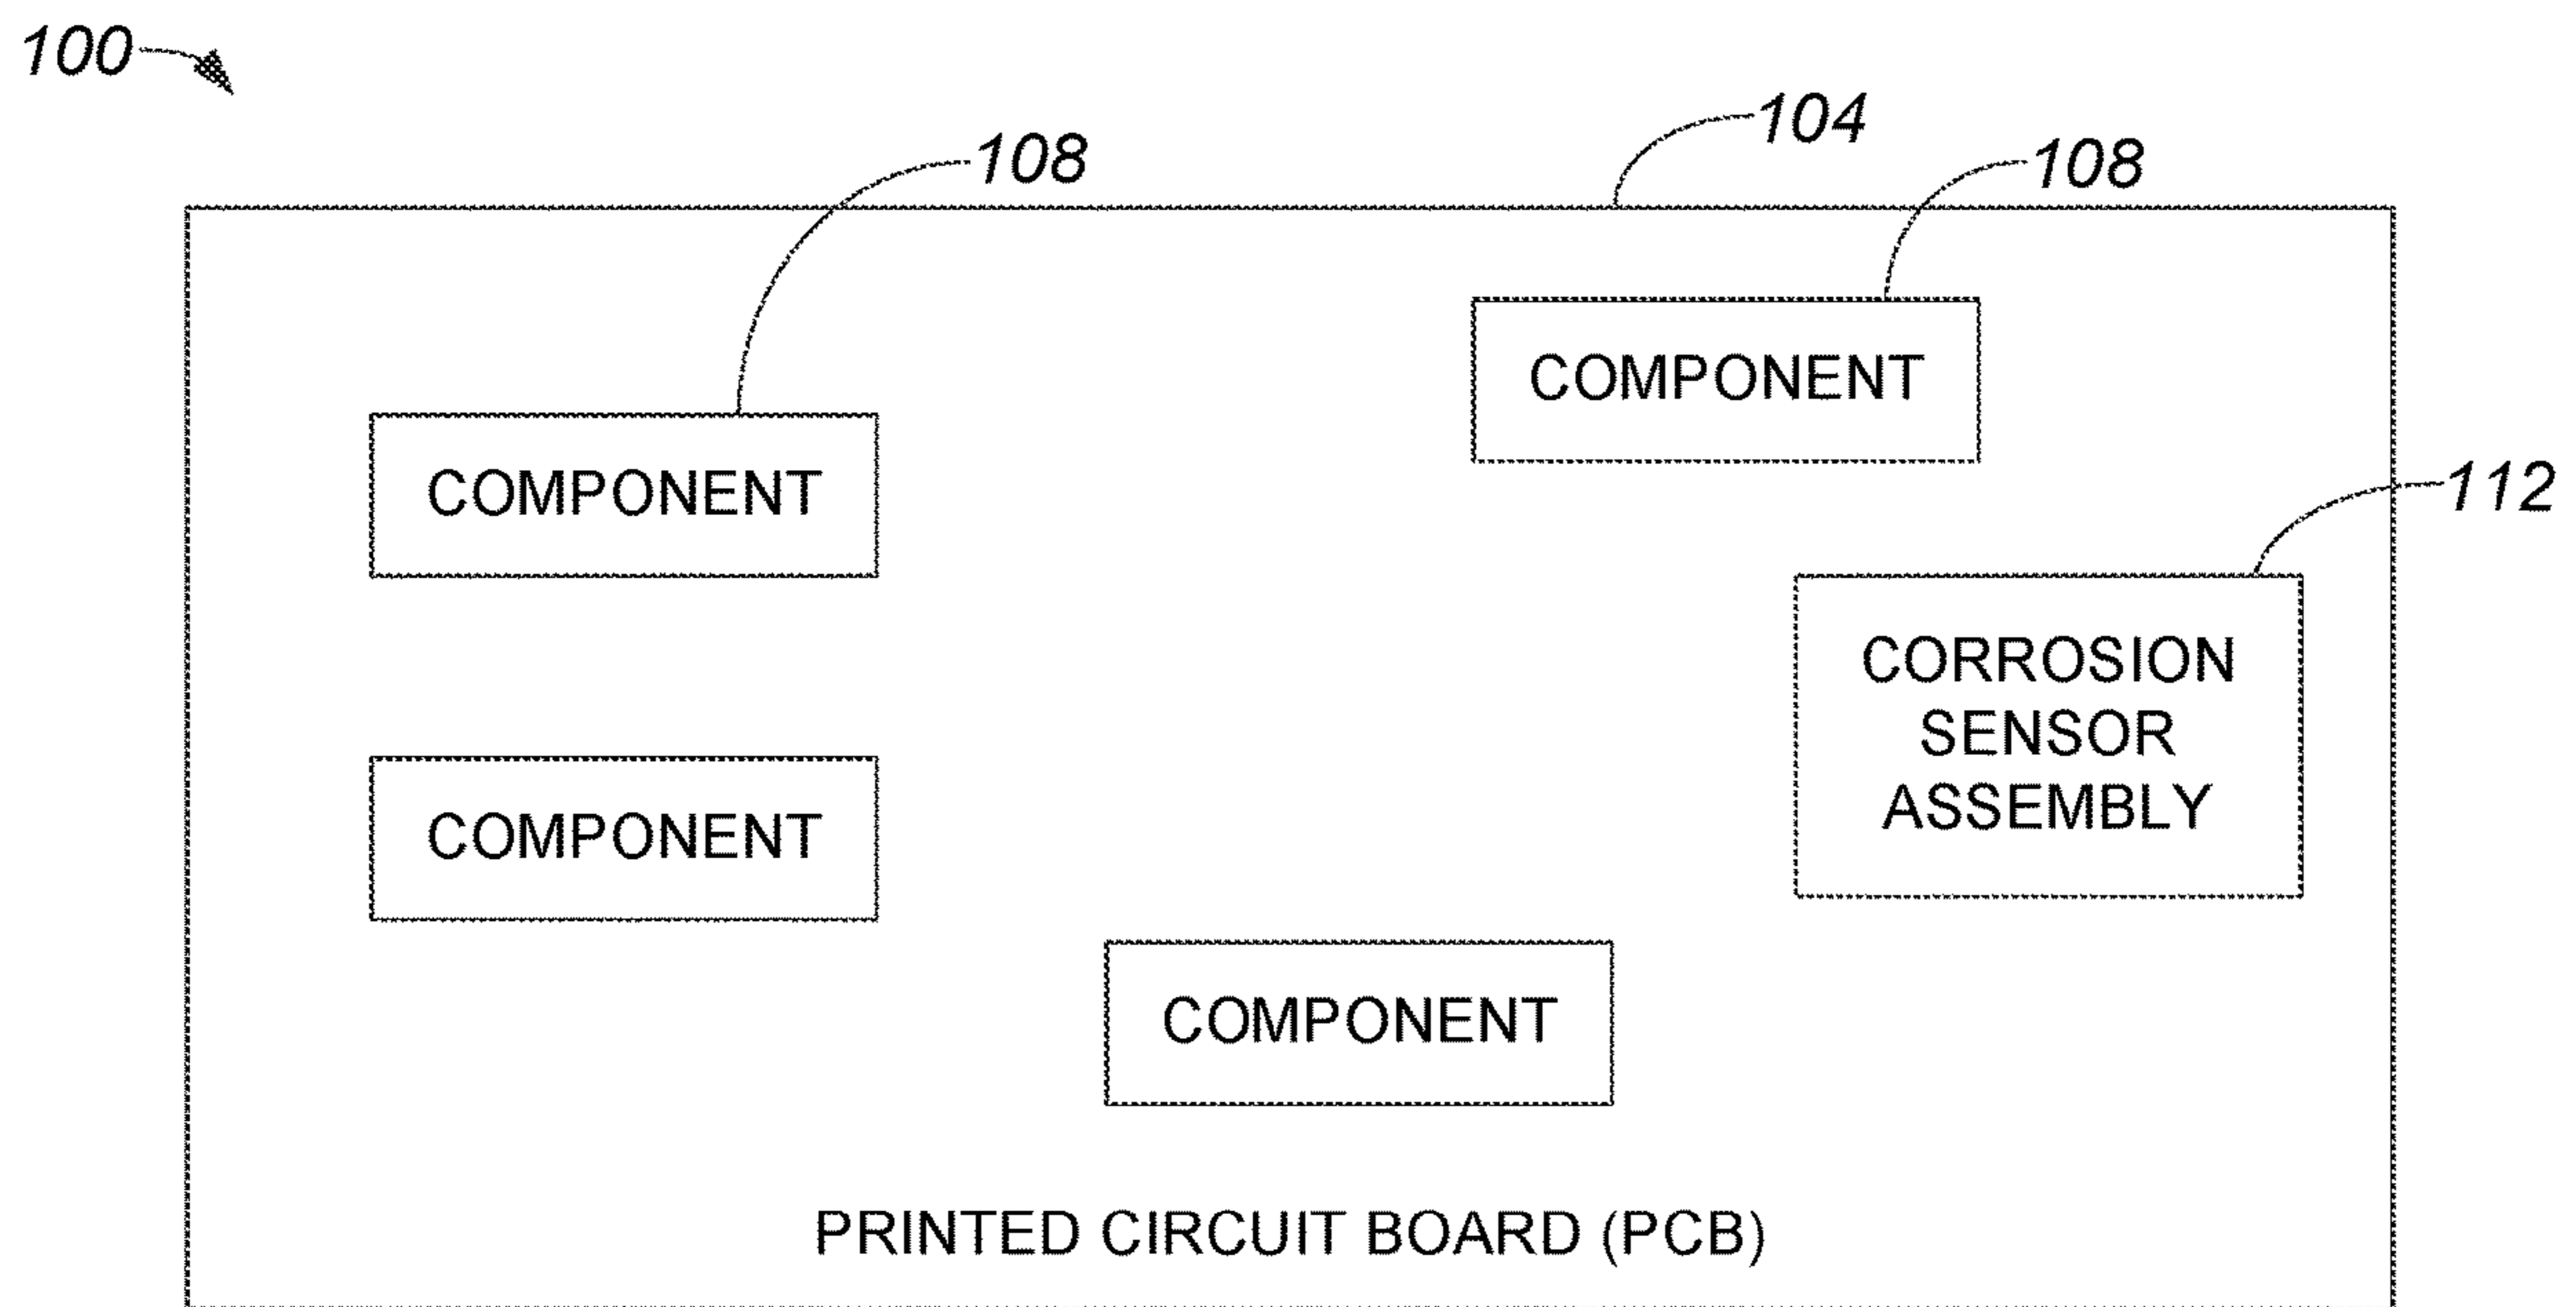 100
104
108
108
COMPONENT
COMPONENT
112
CORROSION
SENSOR
ASSEMBLY
COMPONENT
COMPONENT
PRINTED CIRCUIT BOARD (PCB)